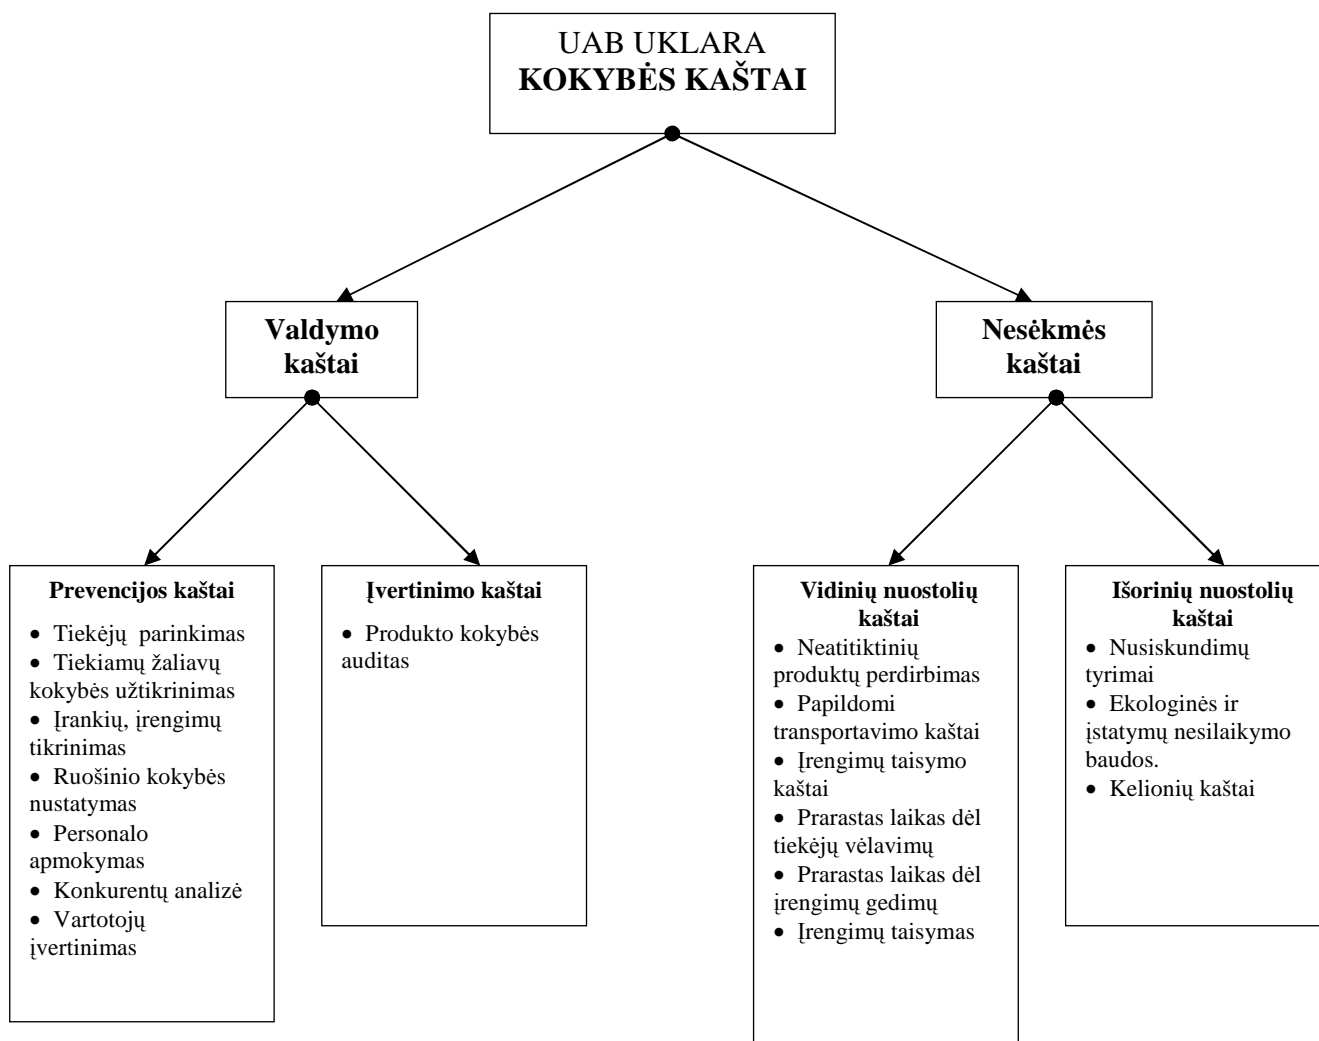 UAB UKLARA
KOKYBĖS KAŠTAI
Valdymo
kaštai
Nesėkmės
kaštai
Prevencijos kaštai
• Tiekėjų parinkimas
• Tiekiamų žaliavų
kokybės užtikrinimas
• Įrankių, įrengimų
tikrinimas
• Ruošinio kokybės
nustatymas
• Personalo
apmokymas
• Konkurentų analizė
• Vartotojų
įvertinimas
Įvertinimo kaštai
• Produkto kokybės
auditas
Vidinių nuostolių
kaštai
• Neatitiktinių
produktų perdirbimas
• Papildomi
transportavimo kaštai
• Įrengimų taisymo
kaštai
• Prarastas laikas dėl
tiekėjų vėlavimų
• Prarastas laikas dėl
įrengimų gedimų
• Įrengimų taisymas
Išorinių nuostolių
kaštai
• Nusiskundimų
tyrimai
• Ekologinės ir
įstatymų nesilaikymo
baudos.
• Kelionių kaštai